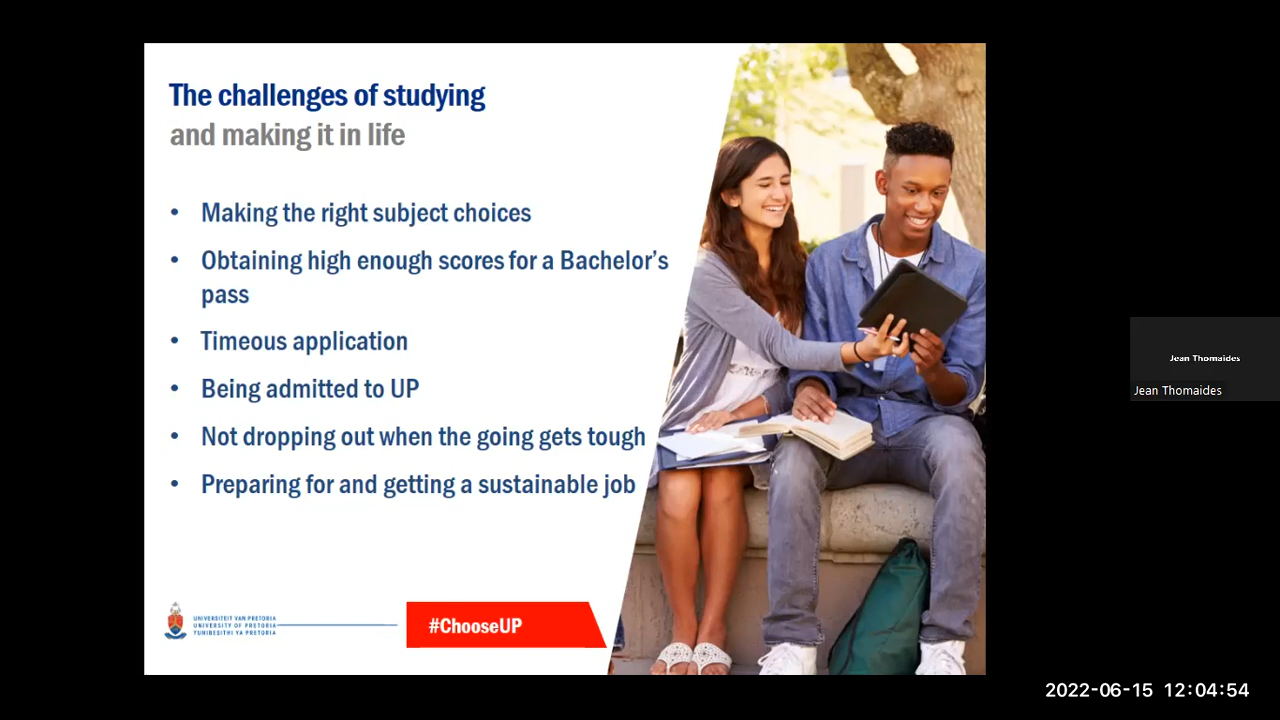 The challenges of studying
and making it in life
• Making the right subject choices
• Obtaining high enough scores for a Bachelor's
pass
• Timeous application
• Being admitted to UP
• Not dropping out when the going gets tough
• Preparing for and getting a sustainable job
UNIVERSITEIT VAN PRETORIA
UNIVERSITY OF PRETORIA
YUNIBESITHI YA PRETORIA
#ChooseUP
Jean Thomaides
Jean Thomaides
2022-06-15 12:04:54